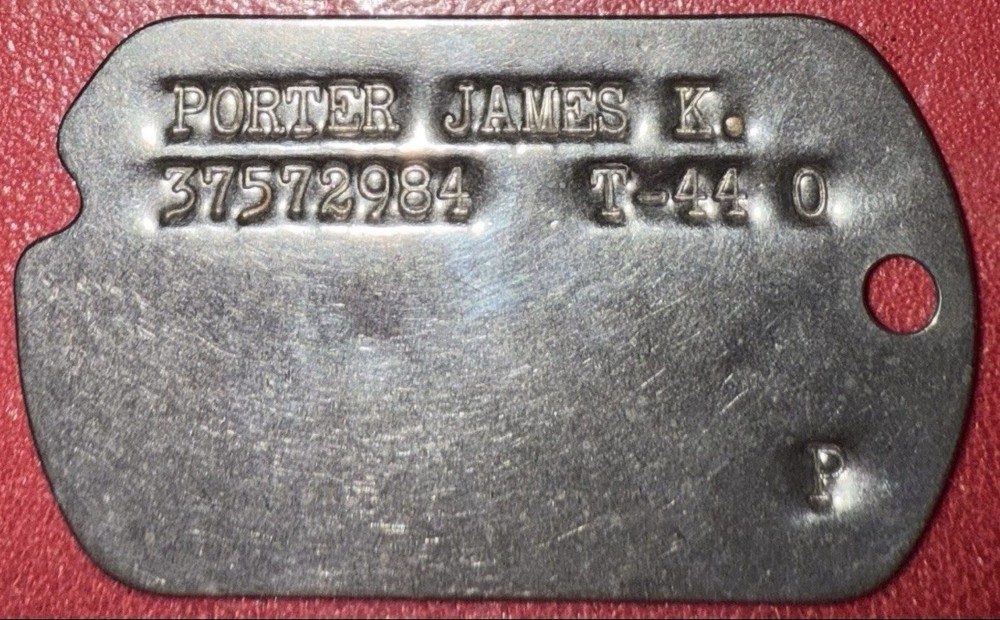 PORTER JAMES K.
37572984 T-44 O
P